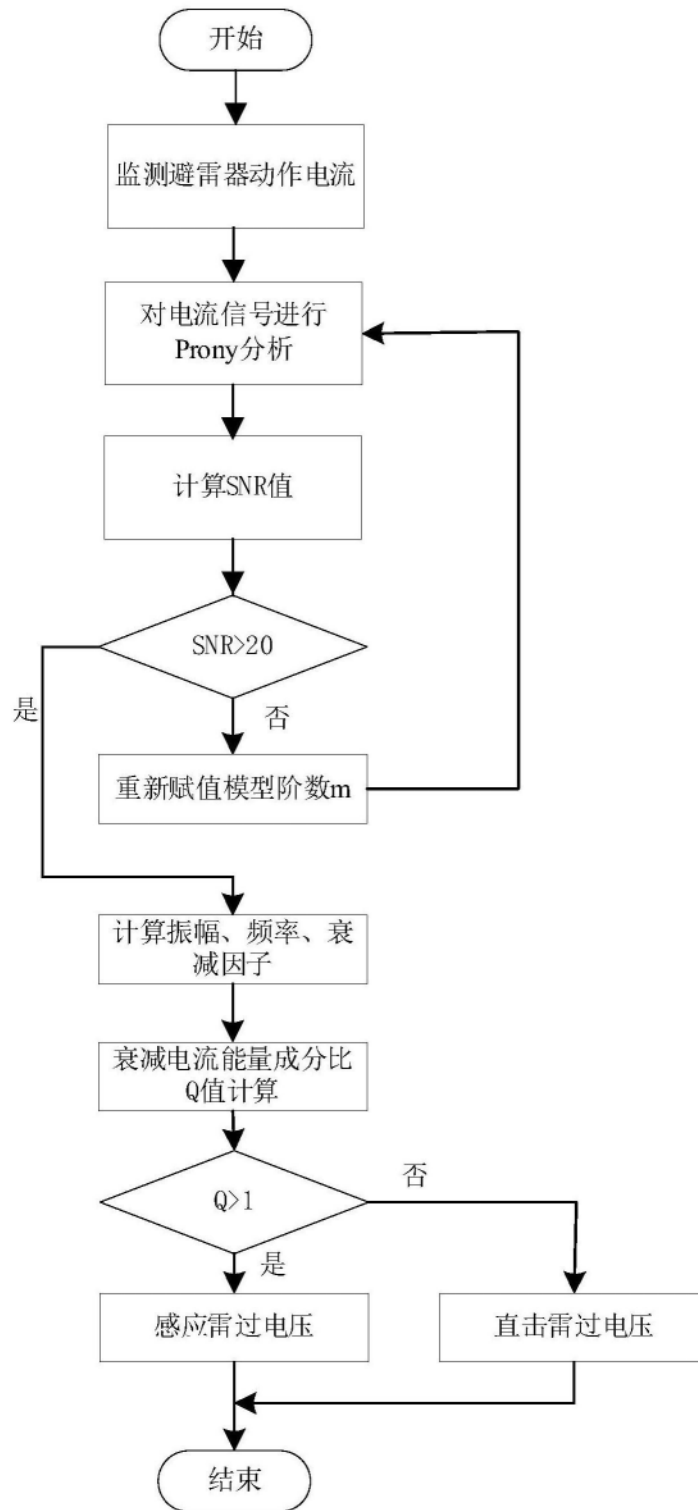 开始
监测避雷器动作电流
对电流信号进行
Prony分析
计算SNR值
SNR>20
是
否
重新赋值模型阶数m
计算振幅、频率、衰
减因子
衰减电流能量成分比
Q值计算
Q>1
否
是
感应雷过电压
直击雷过电压
结束